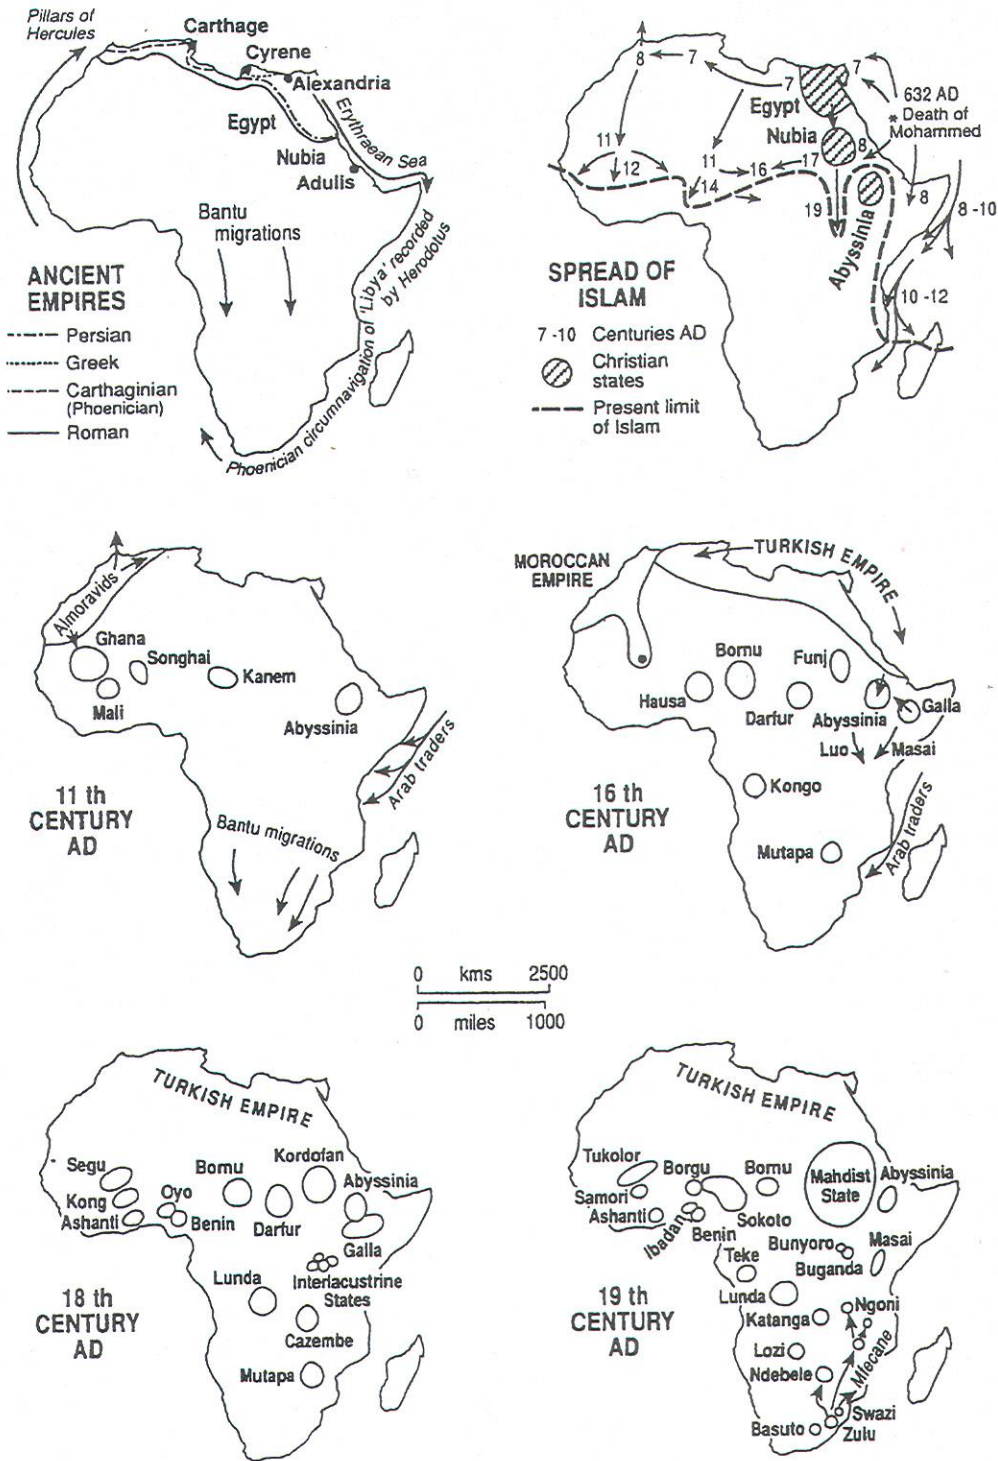 Pillars of
Hercules
Carthage
Cyrene
Alexandria
Egypt
Erythraean Sea
Nubia
Adulis
Bantu
migrations
Phoenician circumnavigation of 'Libya' recorded
by Herodotus
ANCIENT
EMPIRES
Persian
Greek
Carthaginian
(Phoenician)
Roman
8
7
7
7
Egypt
632 AD
* Death of
Mohammed
Nubia
8
11
12
11
14
16
17
19
8
8 -10
Abyssinia
10 -12
SPREAD OF
ISLAM
7 -10 Centuries AD
Christian
states
Present limit
of Islam
Almoravids
Ghana
Songhai
Kanem
Mali
Abyssinia
Arab traders
11 th
CENTURY
AD
Bantu migrations
MOROCCAN
EMPIRE
TURKISH EMPIRE
Bornu
Funj
Hausa
Darfur
Abyssinia
Galla
Luo
Masai
Kongo
Arab traders
16 th
CENTURY
AD
Mutapa
0 kms 2500
0 miles 1000
TURKISH EMPIRE
Segu
Kong
Ashanti
Oyo
Benin
Bornu
Kordofan
Darfur
Abyssinia
Galla
Lunda
Interlacustrine
States
18 th
CENTURY
AD
Cazembe
Mutapa
TURKISH EMPIRE
Tukolor
Borgu
Bornu
Mahdist
State
Abyssinia
Samori
Ashanti
Ibadan
Benin
Sokoto
Teke
Bunyoro
Buganda
Masai
Lunda
Katanga
Ngoni
19 th
CENTURY
AD
Lozi
Ndebele
Mfecane
Basuto
Swazi
Zulu